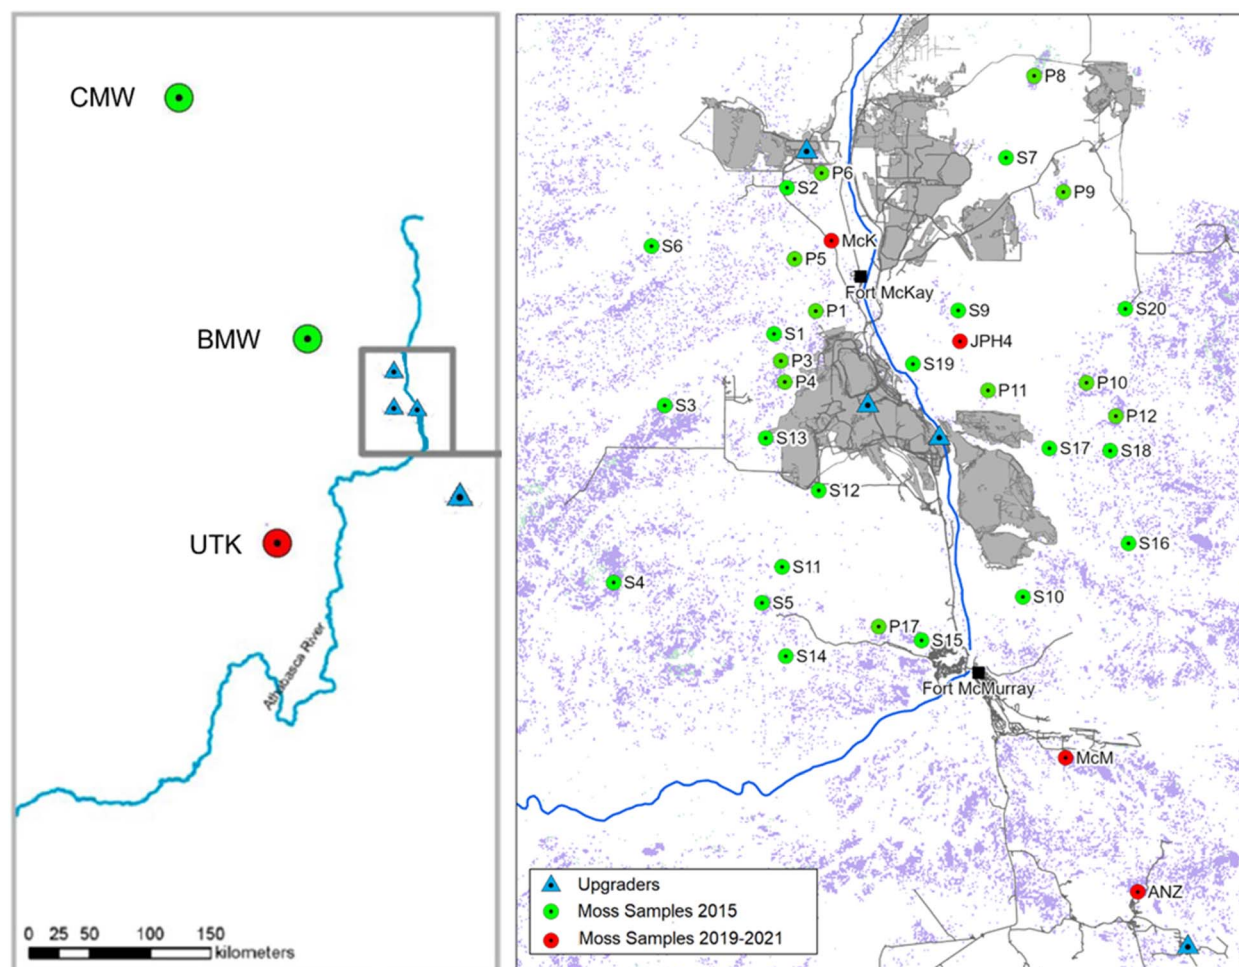 CMW
BMW
UTK
Athabasca River
0 25 50 100 150
kilometers
P8
S7
P6
S2
P9
McK
S6
P5
Fort McKay
P1
S9
S20
S1
JPH4
P3
S19
P4
P11
P10
S3
P12
S13
S17
S18
S12
S16
S11
S4
S10
S5
P17
S15
S14
Fort McMurray
McM
Upgraders
Moss Samples 2015
ANZ
Moss Samples 2019-2021